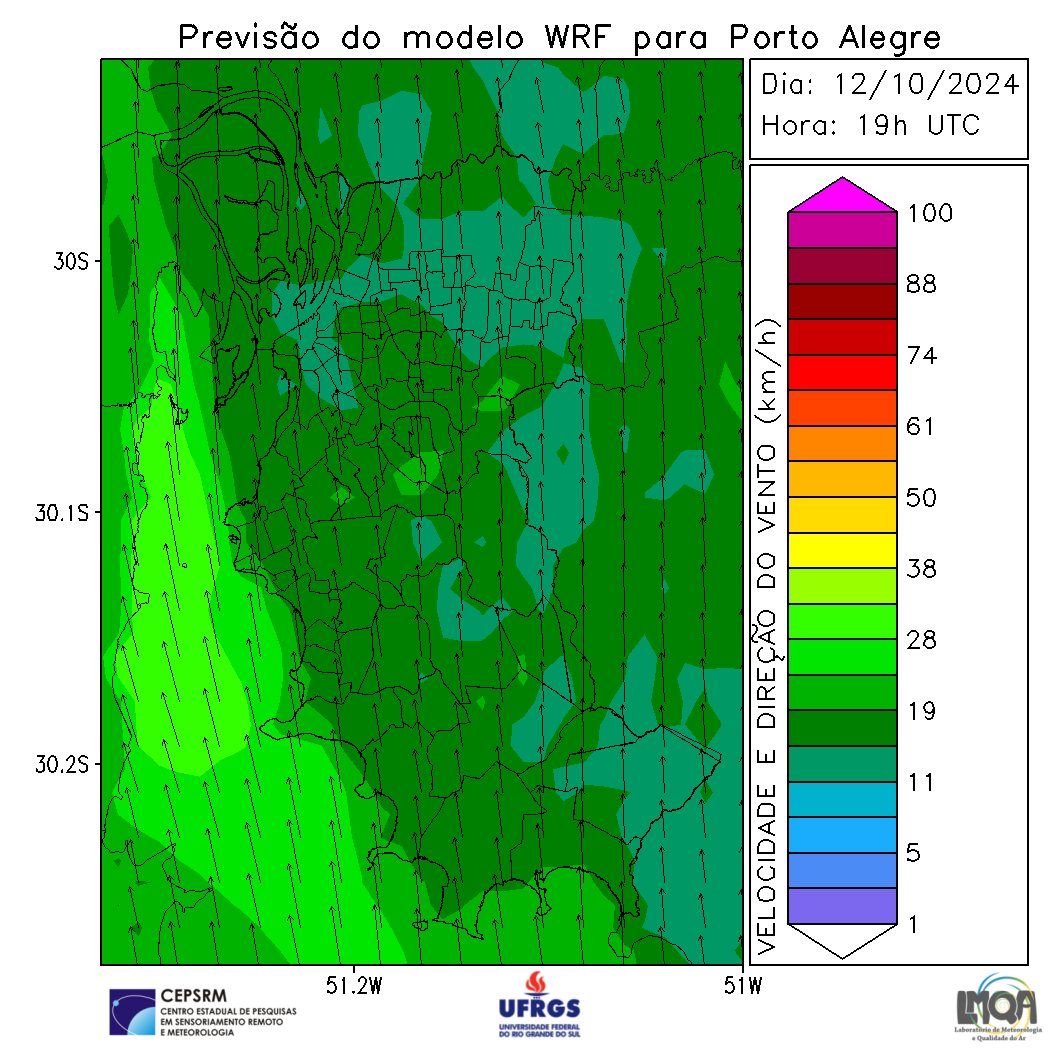 Previsão do modelo WRF para Porto Alegre
Dia: 12/10/2024
Hora: 19h UTC
30S
30.1S
30.2S
51.2W
51W
VELOCIDADE E DIREÇÃO DO VENTO (km/h)
100
88
74
61
50
38
28
19
11
5
1
CEPSRM
CENTRO ESTADUAL DE PESQUISAS
EM SENSORIAMENTO REMOTO
E METEOROLOGIA
UFRGS
UNIVERSIDADE FEDERAL
DO RIO GRANDE DO SUL
LMQA
Laboratório de Meteorologia
e Qualidade do Ar